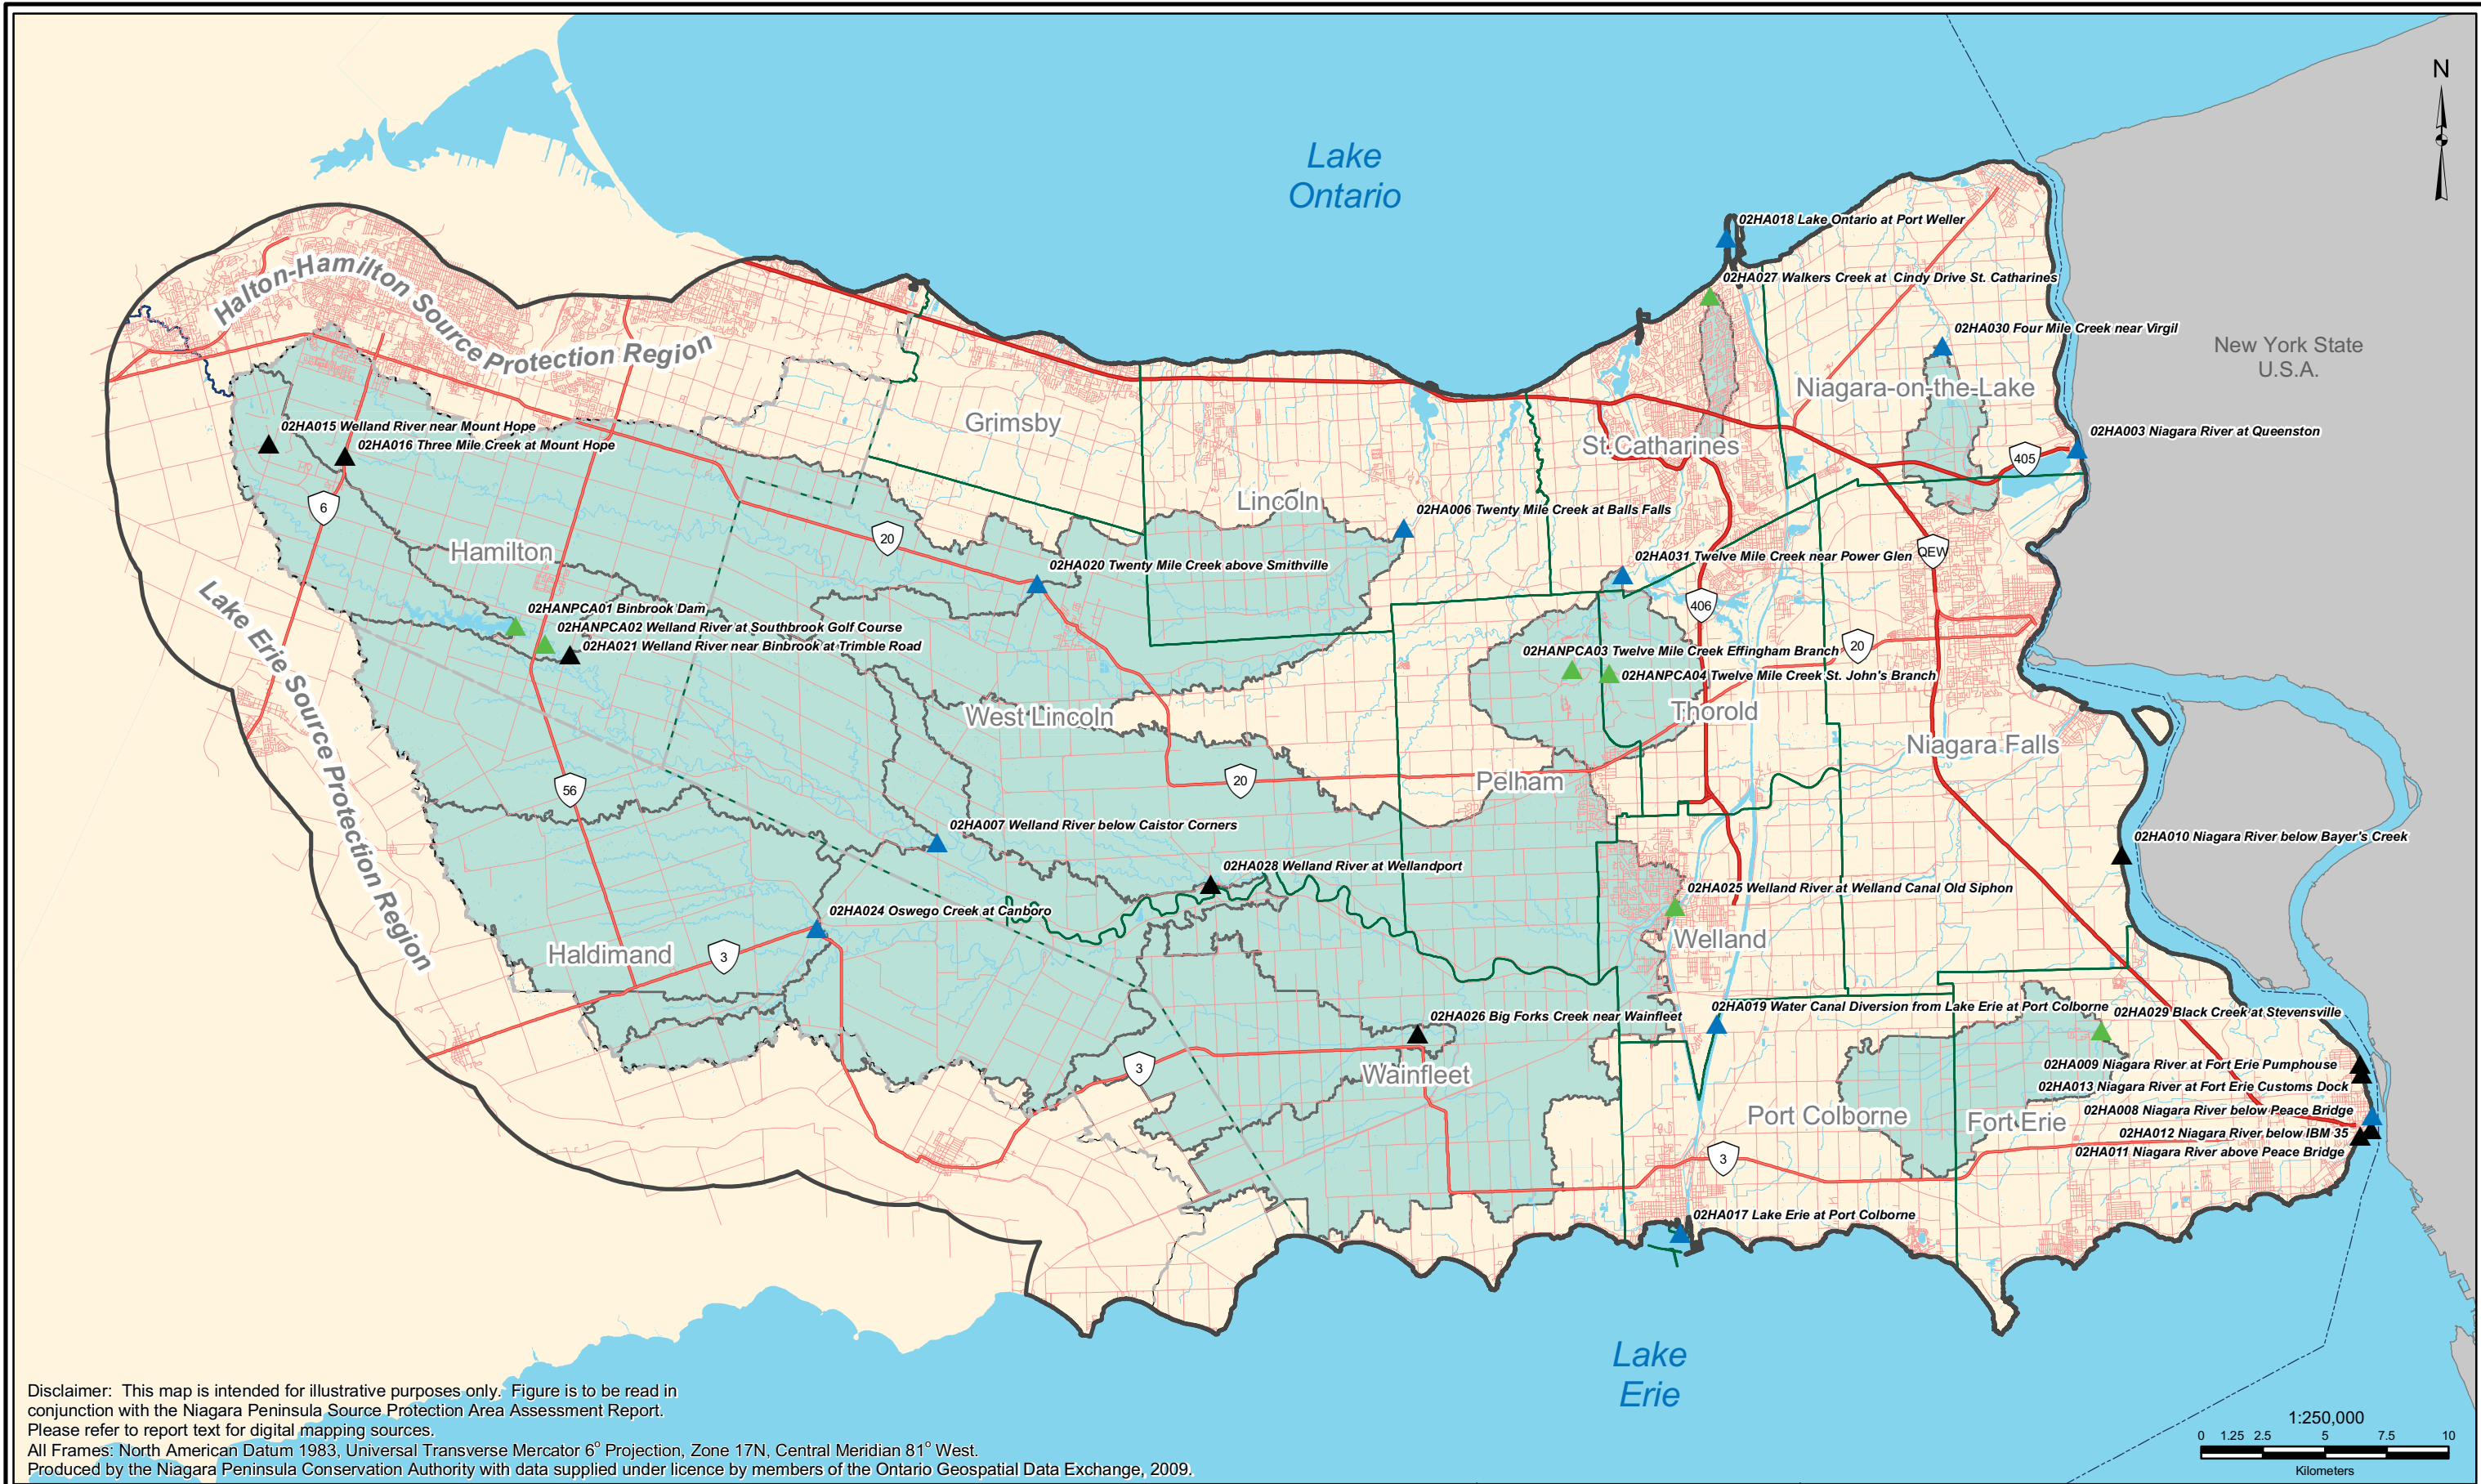 N
Lake
Ontario
02HA018 Lake Ontario at Port Weller
Halton-Hamilton Source Protection Region
02HA027 Walkers Creek at Cindy Drive St. Catharines
02HA030 Four Mile Creek near Virgil
New York State
U.S.A.
Niagara-on-the-Lake
Grimsby
02HA015 Welland River near Mount Hope
02HA016 Three Mile Creek at Mount Hope
St.Catharines
02HA003 Niagara River at Queenston
405
Lincoln
6
02HA006 Twenty Mile Creek at Balls Falls
20
Hamilton
QEW
02HA031 Twelve Mile Creek near Power Glen
02HA020 Twenty Mile Creek above Smithville
406
02HANPCA01 Binbrook Dam
02HANPCA02 Welland River at Southbrook Golf Course
02HA021 Welland River near Binbrook at Trimble Road
20
02HANPCA03 Twelve Mile Creek Effingham Branch
02HANPCA04 Twelve Mile Creek St. John's Branch
Lake Erie Source Protection Region
West Lincoln
Thorold
Niagara Falls
20
Pelham
56
02HA007 Welland River below Caistor Corners
02HA010 Niagara River below Bayer's Creek
02HA028 Welland River at Wellandport
02HA025 Welland River at Welland Canal Old Siphon
02HA024 Oswego Creek at Canboro
Welland
Haldimand
3
02HA019 Water Canal Diversion from Lake Erie at Port Colborne
02HA029 Black Creek at Stevensville
02HA026 Big Forks Creek near Wainfleet
02HA009 Niagara River at Fort Erie Pumphouse
3
Wainfleet
02HA013 Niagara River at Fort Erie Customs Dock
02HA008 Niagara River below Peace Bridge
Port Colborne
Fort Erie
02HA012 Niagara River below IBM 35
02HA011 Niagara River above Peace Bridge
3
02HA017 Lake Erie at Port Colborne
Lake
Erie
Disclaimer: This map is intended for illustrative purposes only. Figure is to be read in
conjunction with the Niagara Peninsula Source Protection Area Assessment Report.
Please refer to report text for digital mapping sources.
All Frames: North American Datum 1983, Universal Transverse Mercator 6° Projection, Zone 17N, Central Meridian 81° West.
Produced by the Niagara Peninsula Conservation Authority with data supplied under licence by members of the Ontario Geospatial Data Exchange, 2009.
1:250,000
0 1.25 2.5 5 7.5 10
Kilometers